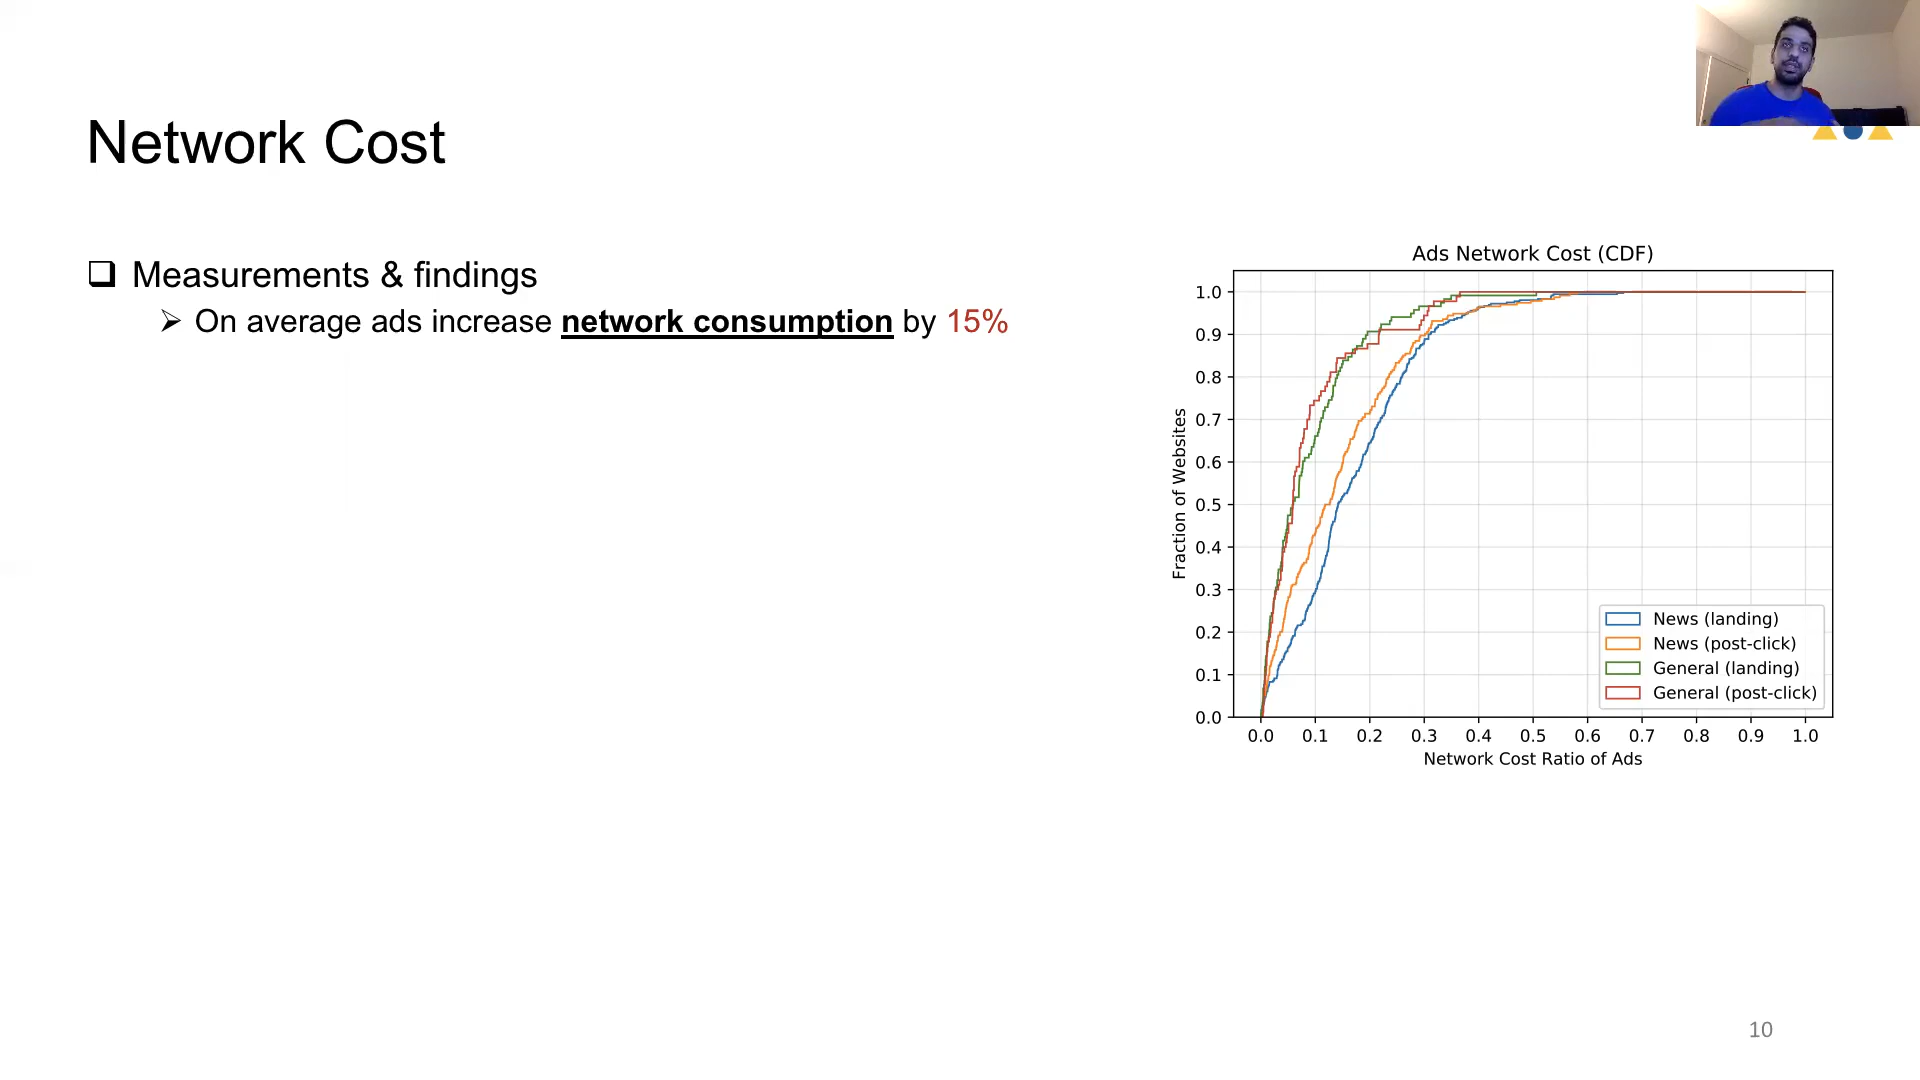 Network Cost
Measurements & findings
On average ads increase network consumption by 15%
Ads Network Cost (CDF)
Fraction of Websites
1.0
0.9
0.8
0.7
0.6
0.5
0.4
0.3
0.2
0.1
0.0
News (landing)
News (post-click)
General (landing)
General (post-click)
0.0 0.1 0.2 0.3 0.4 0.5 0.6 0.7 0.8 0.9 1.0
Network Cost Ratio of Ads
10